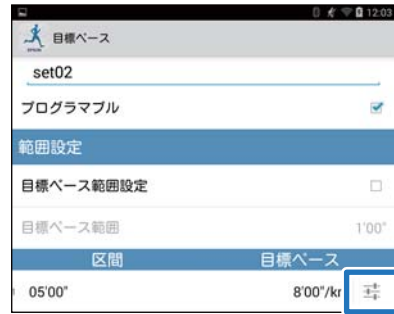 12:03
EPSON
目標ペース
set02
プログラマブル
範囲設定
目標ペース範囲設定
目標ペース範囲 1'00"
区間 目標ペース
05'00" 8'00"/kr